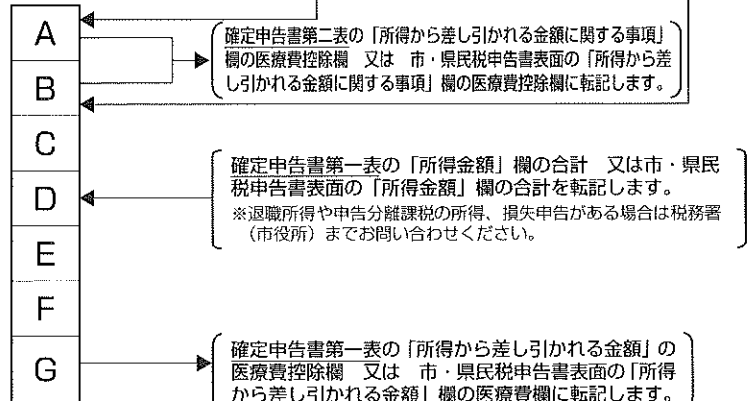 A
確定申告書第二表の「所得から差し引かれる金額に関する事項」
欄の医療費控除欄　又は　市・県民税申告書表面の「所得から差
し引かれる金額に関する事項」欄の医療費控除欄に転記します。
B
C
確定申告書第一表の「所得金額」欄の合計　又は市・県民
税申告書表面の「所得金額」欄の合計を転記します。
※退職所得や申告分離課税の所得、損失申告がある場合は税務署
（市役所）までお問い合わせください。
D
E
F
確定申告書第一表の「所得から差し引かれる金額」の
医療費控除欄　又は　市・県民税申告書表面の「所得
から差し引かれる金額」欄の医療費欄に転記します。
G